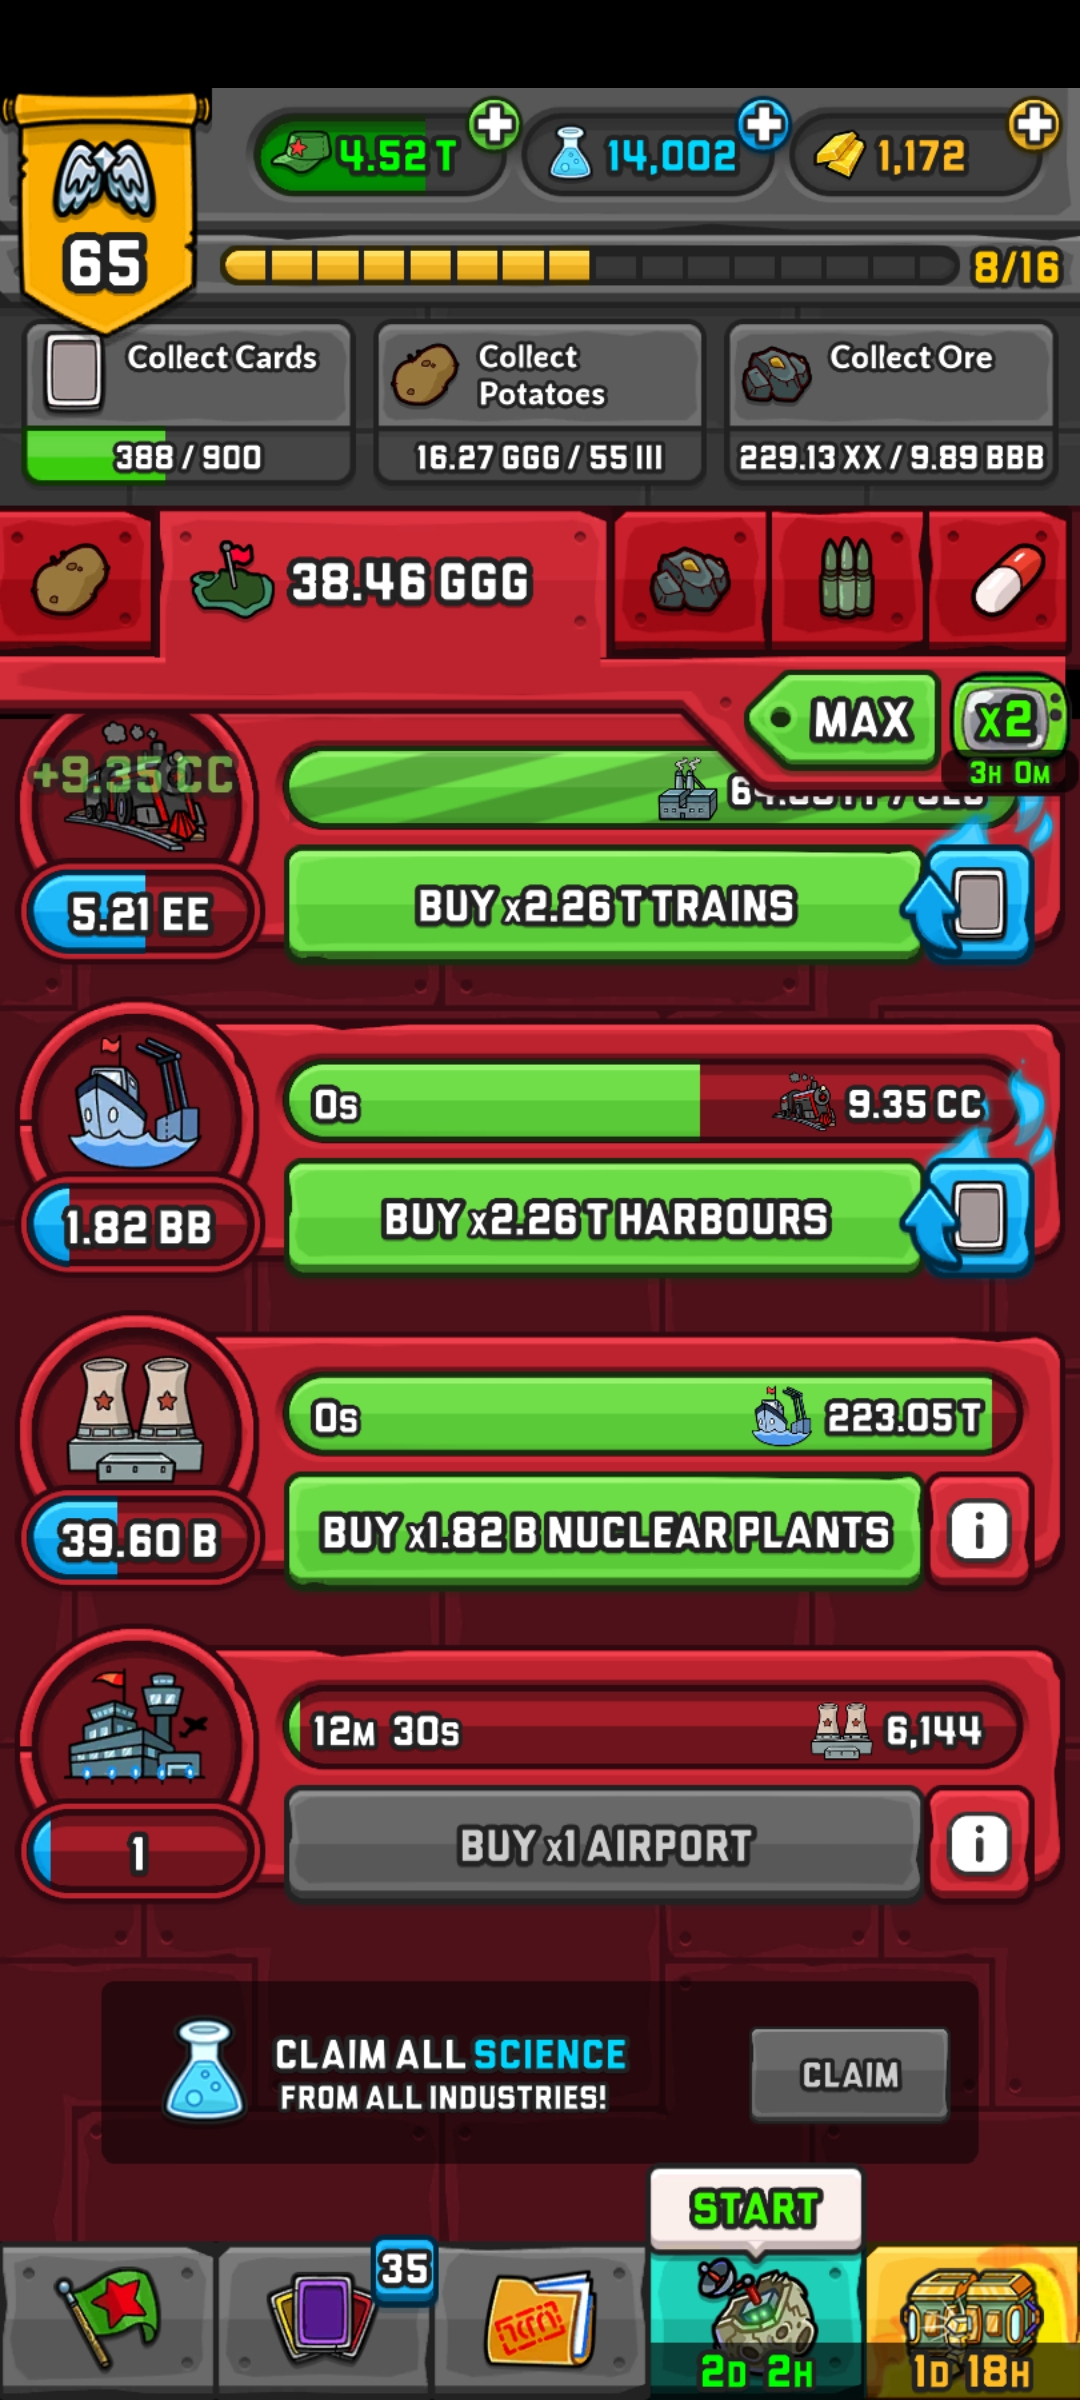 4.52 T
14,002
1,172
65
8/16
Collect Cards
388 / 900
Collect
Potatoes
16.27 GGG / 55 III
Collect Ore
229.13 XX / 9.89 BBB
38.46 GGG
MAX
X2
3H 0M
+9.35 CC
5.21 EE
BUY x2.26 T TRAINS
0s
9.35 CC
1.82 BB
BUY x2.26 T HARBOURS
0s
223.05 T
39.60 B
BUY x1.82 B NUCLEAR PLANTS
12M 30s
6,144
1
BUY x1 AIRPORT
CLAIM ALL SCIENCE
FROM ALL INDUSTRIES!
CLAIM
START
35
2D 2H
1D 18H